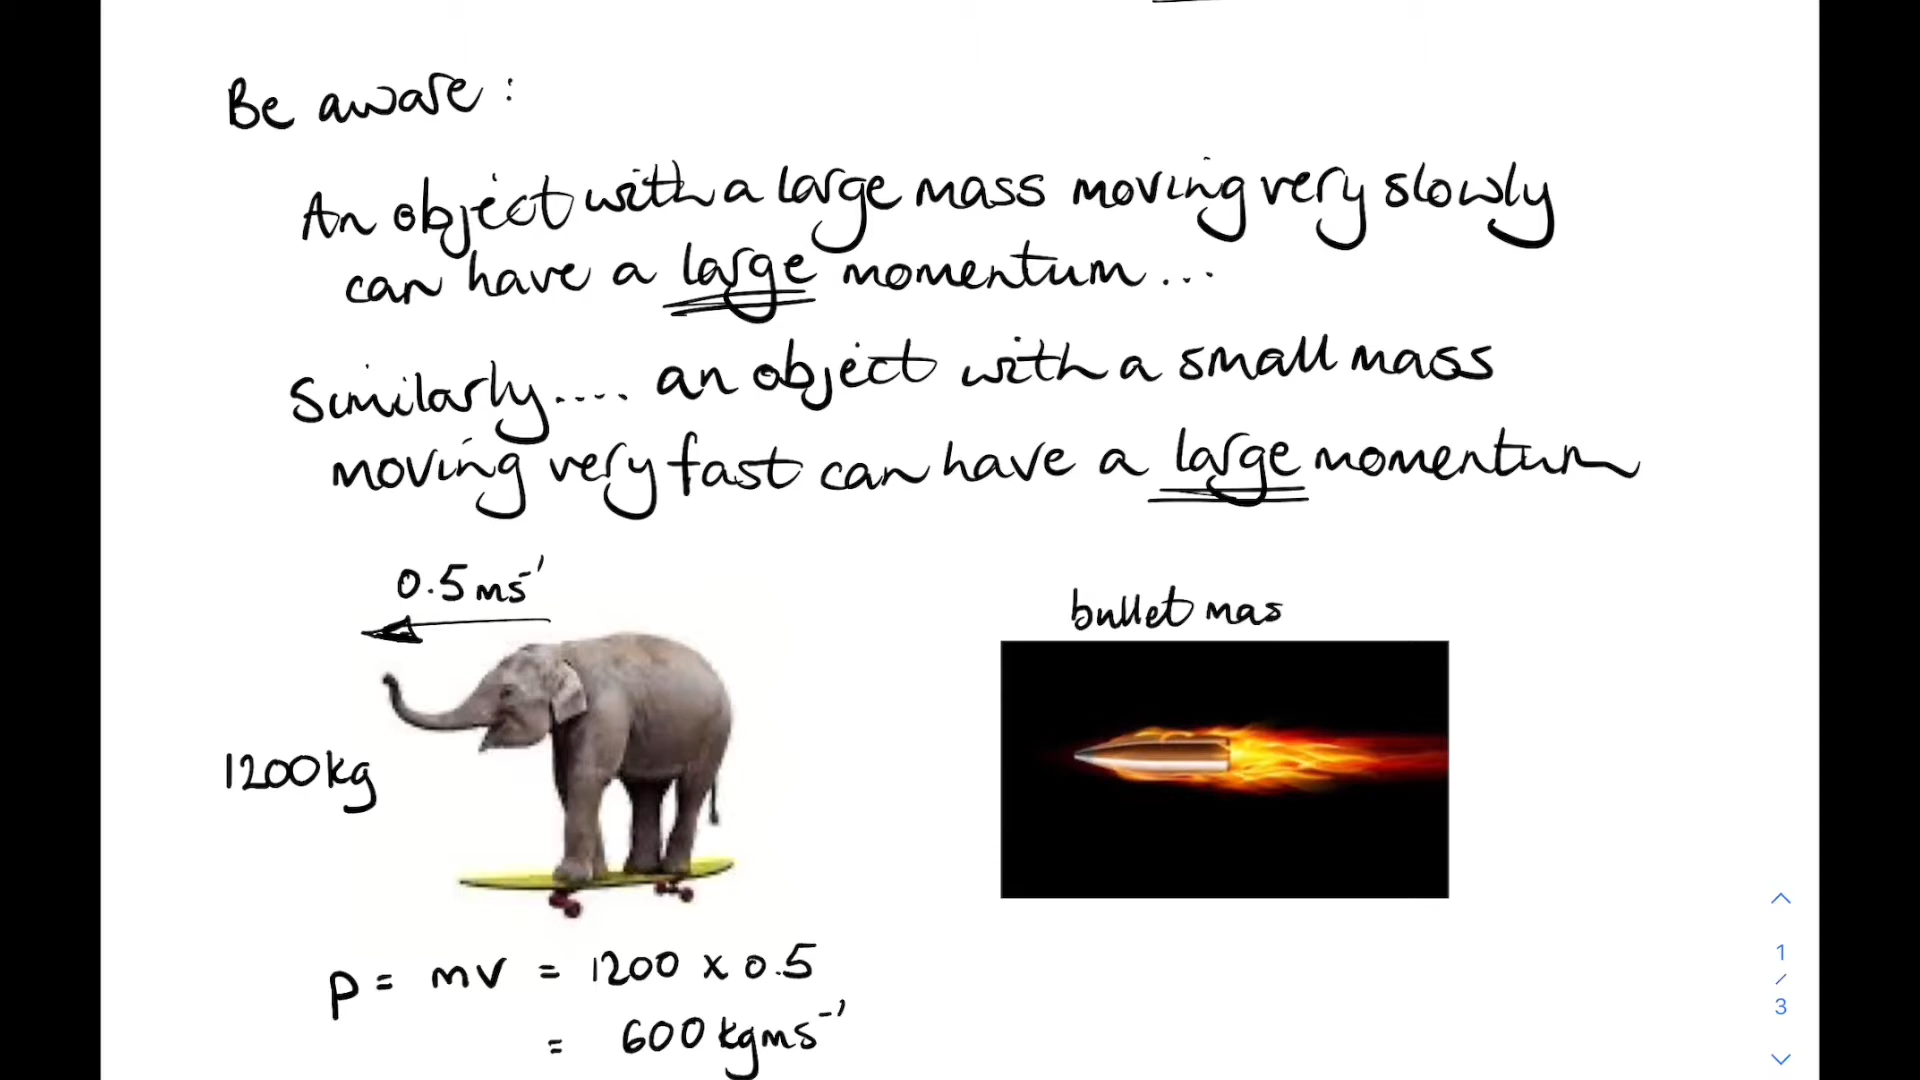 Be aware :
An object with a large mass moving very slowly
can have a large momentum...
Similarly.... an object with a small mass
moving very fast can have a large momentum
0.5 ms⁻¹
bullet mas
1200kg
p = mv = 1200 x 0.5
= 600 kgms⁻¹
1
/
3